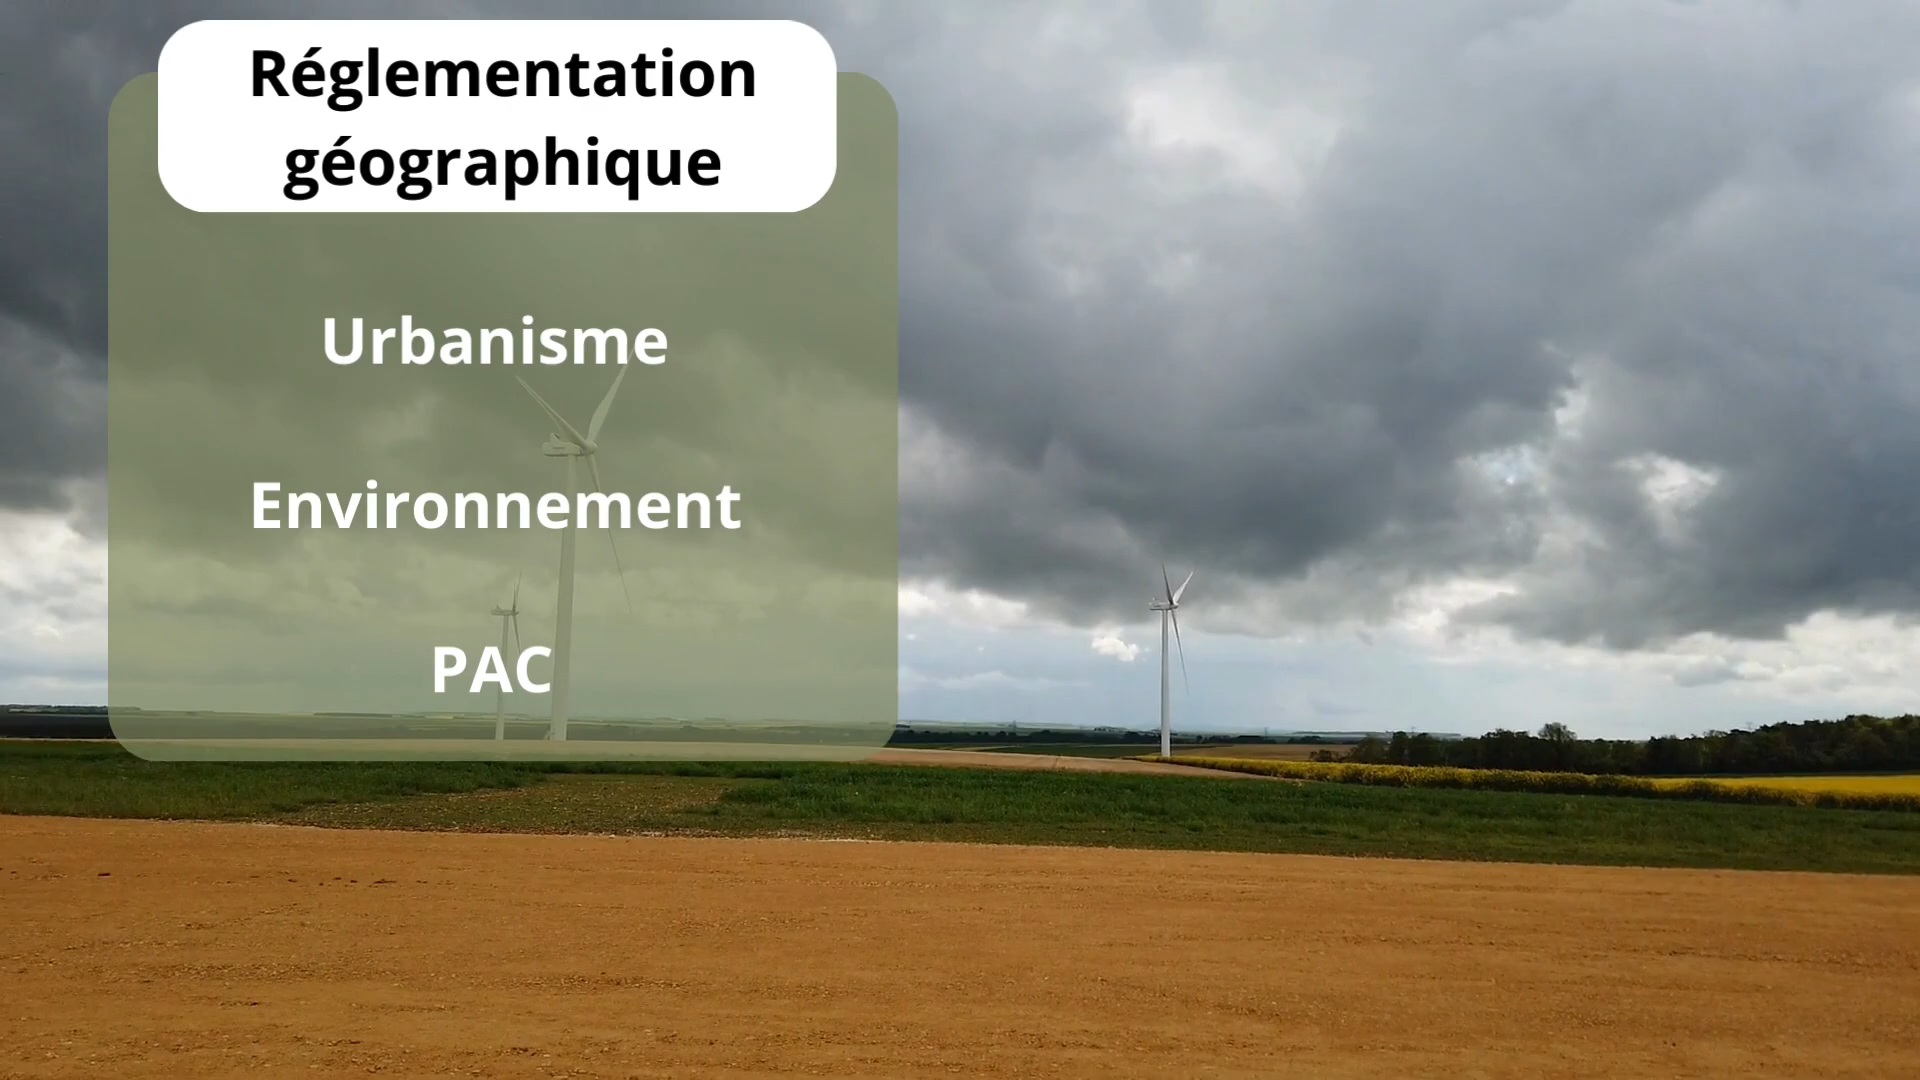 Réglementation
géographique
Urbanisme
Environnement
PAC